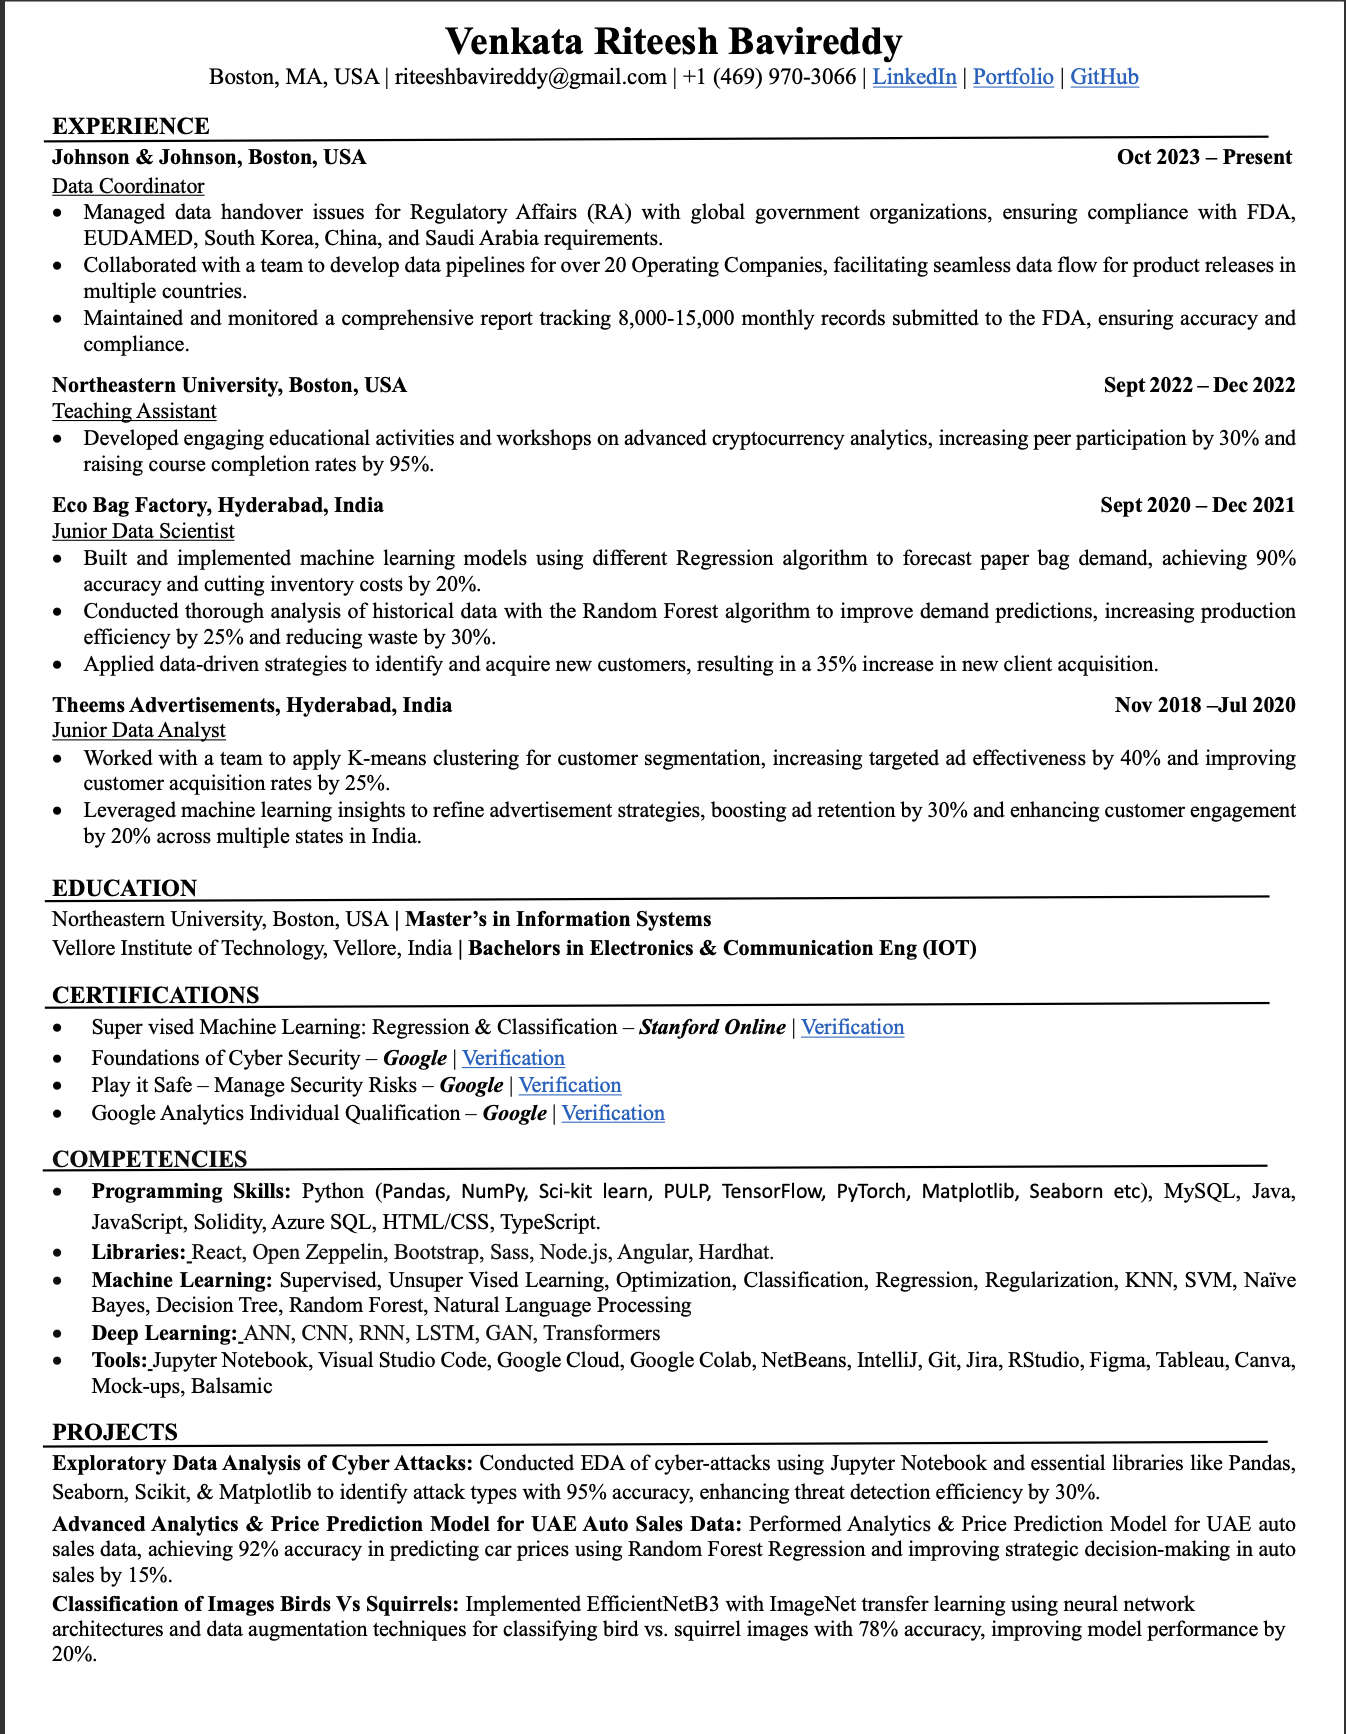 Venkata Riteesh Bavireddy
Boston, MA, USA | riteeshbavireddy@gmail.com | +1 (469) 970-3066 | LinkedIn | Portfolio | GitHub
EXPERIENCE
Johnson & Johnson, Boston, USA Oct 2023 – Present
Data Coordinator
• Managed data handover issues for Regulatory Affairs (RA) with global government organizations, ensuring compliance with FDA,
EUDAMED, South Korea, China, and Saudi Arabia requirements.
• Collaborated with a team to develop data pipelines for over 20 Operating Companies, facilitating seamless data flow for product releases in
multiple countries.
• Maintained and monitored a comprehensive report tracking 8,000-15,000 monthly records submitted to the FDA, ensuring accuracy and
compliance.
Northeastern University, Boston, USA Sept 2022 – Dec 2022
Teaching Assistant
• Developed engaging educational activities and workshops on advanced cryptocurrency analytics, increasing peer participation by 30% and
raising course completion rates by 95%.
Eco Bag Factory, Hyderabad, India Sept 2020 – Dec 2021
Junior Data Scientist
• Built and implemented machine learning models using different Regression algorithm to forecast paper bag demand, achieving 90%
accuracy and cutting inventory costs by 20%.
• Conducted thorough analysis of historical data with the Random Forest algorithm to improve demand predictions, increasing production
efficiency by 25% and reducing waste by 30%.
• Applied data-driven strategies to identify and acquire new customers, resulting in a 35% increase in new client acquisition.
Theems Advertisements, Hyderabad, India Nov 2018 –Jul 2020
Junior Data Analyst
• Worked with a team to apply K-means clustering for customer segmentation, increasing targeted ad effectiveness by 40% and improving
customer acquisition rates by 25%.
• Leveraged machine learning insights to refine advertisement strategies, boosting ad retention by 30% and enhancing customer engagement
by 20% across multiple states in India.
EDUCATION
Northeastern University, Boston, USA | Master’s in Information Systems
Vellore Institute of Technology, Vellore, India | Bachelors in Electronics & Communication Eng (IOT)
CERTIFICATIONS
• Super vised Machine Learning: Regression & Classification – Stanford Online | Verification
• Foundations of Cyber Security – Google | Verification
• Play it Safe – Manage Security Risks – Google | Verification
• Google Analytics Individual Qualification – Google | Verification
COMPETENCIES
• Programming Skills: Python (Pandas, NumPy, Sci-kit learn, PULP, TensorFlow, PyTorch, Matplotlib, Seaborn etc), MySQL, Java,
JavaScript, Solidity, Azure SQL, HTML/CSS, TypeScript.
• Libraries: React, Open Zeppelin, Bootstrap, Sass, Node.js, Angular, Hardhat.
• Machine Learning: Supervised, Unsuper Vised Learning, Optimization, Classification, Regression, Regularization, KNN, SVM, Naïve
Bayes, Decision Tree, Random Forest, Natural Language Processing
• Deep Learning: ANN, CNN, RNN, LSTM, GAN, Transformers
• Tools: Jupyter Notebook, Visual Studio Code, Google Cloud, Google Colab, NetBeans, IntelliJ, Git, Jira, RStudio, Figma, Tableau, Canva,
Mock-ups, Balsamic
PROJECTS
Exploratory Data Analysis of Cyber Attacks: Conducted EDA of cyber-attacks using Jupyter Notebook and essential libraries like Pandas,
Seaborn, Scikit, & Matplotlib to identify attack types with 95% accuracy, enhancing threat detection efficiency by 30%.
Advanced Analytics & Price Prediction Model for UAE Auto Sales Data: Performed Analytics & Price Prediction Model for UAE auto
sales data, achieving 92% accuracy in predicting car prices using Random Forest Regression and improving strategic decision-making in auto
sales by 15%.
Classification of Images Birds Vs Squirrels: Implemented EfficientNetB3 with ImageNet transfer learning using neural network
architectures and data augmentation techniques for classifying bird vs. squirrel images with 78% accuracy, improving model performance by
20%.